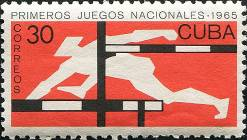 PRIMEROS JUEGOS NACIONALES · 1965
CORREOS
30
CUBA